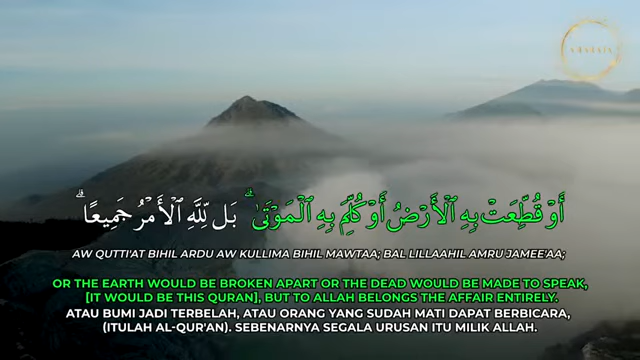 أَوْ قُطِّعَتْ بِهِ ٱلْأَرْضُ أَوْ كُلِّمَ بِهِ ٱلْمَوْتَىٰ ۗ بَل لِّلَّهِ ٱلْأَمْرُ جَمِيعًا ۗ
AW QUTTI'AT BIHIL ARDU AW KULLIMA BIHIL MAWTAA; BAL LILLAAHIL AMRU JAMEE'AA;
OR THE EARTH WOULD BE BROKEN APART OR THE DEAD WOULD BE MADE TO SPEAK,
[IT WOULD BE THIS QURAN], BUT TO ALLAH BELONGS THE AFFAIR ENTIRELY.
ATAU BUMI JADI TERBELAH, ATAU ORANG YANG SUDAH MATI DAPAT BERBICARA,
(ITULAH AL-QUR'AN). SEBENARNYA SEGALA URUSAN ITU MILIK ALLAH.